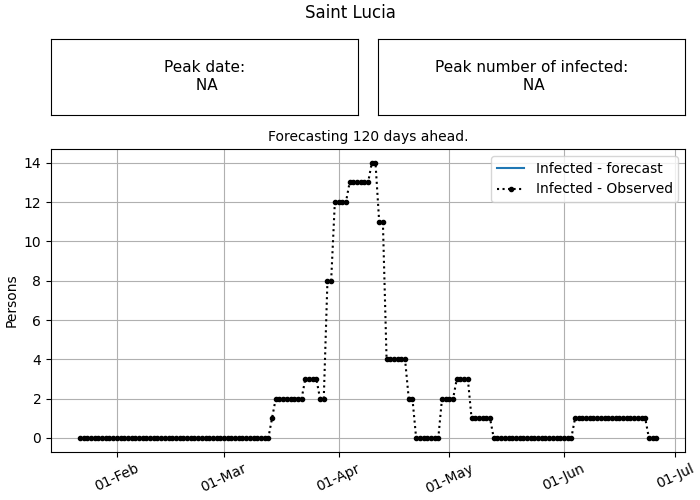 Saint Lucia
Peak date:
NA
Peak number of infected:
NA
Forecasting 120 days ahead.
Infected - forecast
Infected - Observed
Persons
14
12
10
8
6
4
2
0
01-Feb
01-Mar
01-Apr
01-May
01-Jun
01-Jul